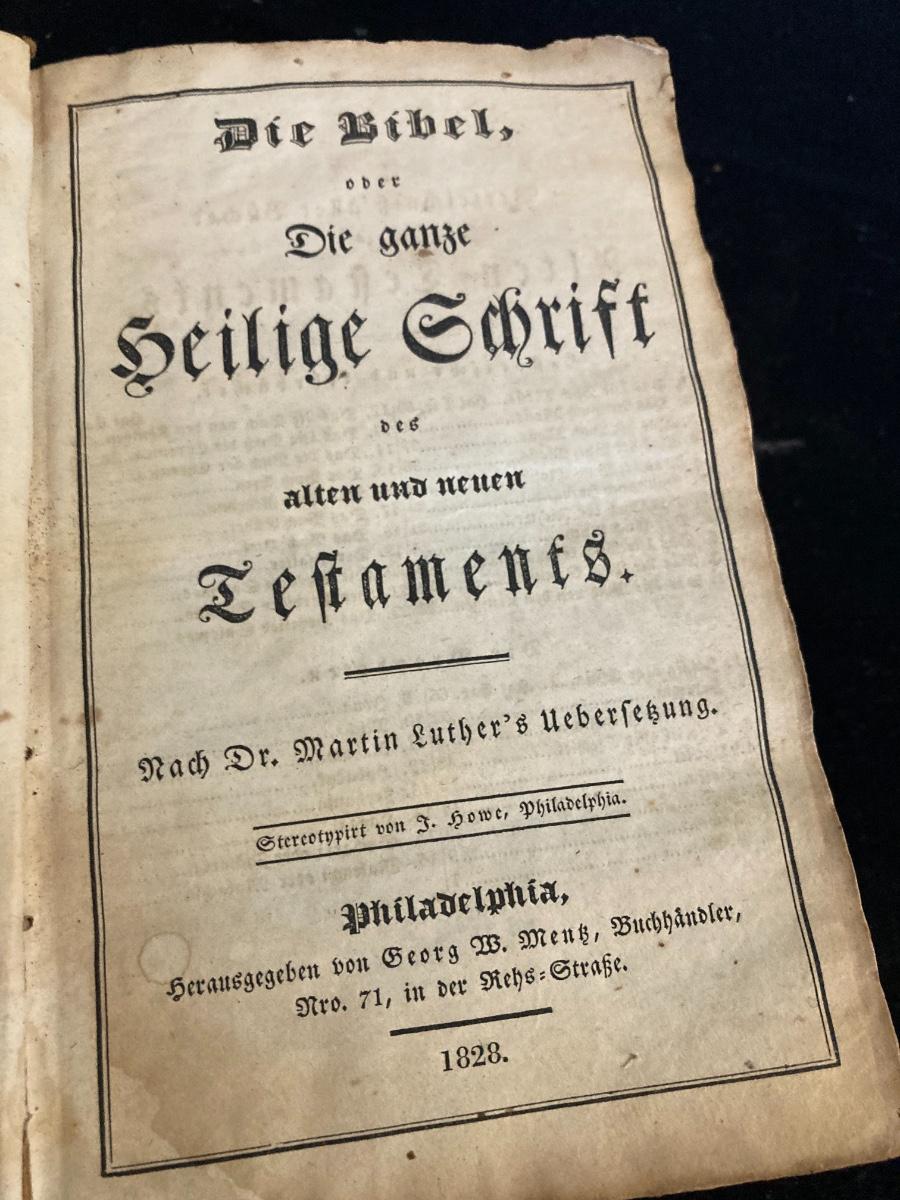 Die Bibel,
oder
Die ganze
Heilige Schrift
des
alten und neuen
Testaments.
Nach Dr. Martin Luther's Uebersetzung.
Stereotypirt von J. Howe, Philadelphia.
Philadelphia,
Herausgegeben von Georg W. Mentz, Buchhändler,
Nro. 71, in der Rehs=Straße.
1828.